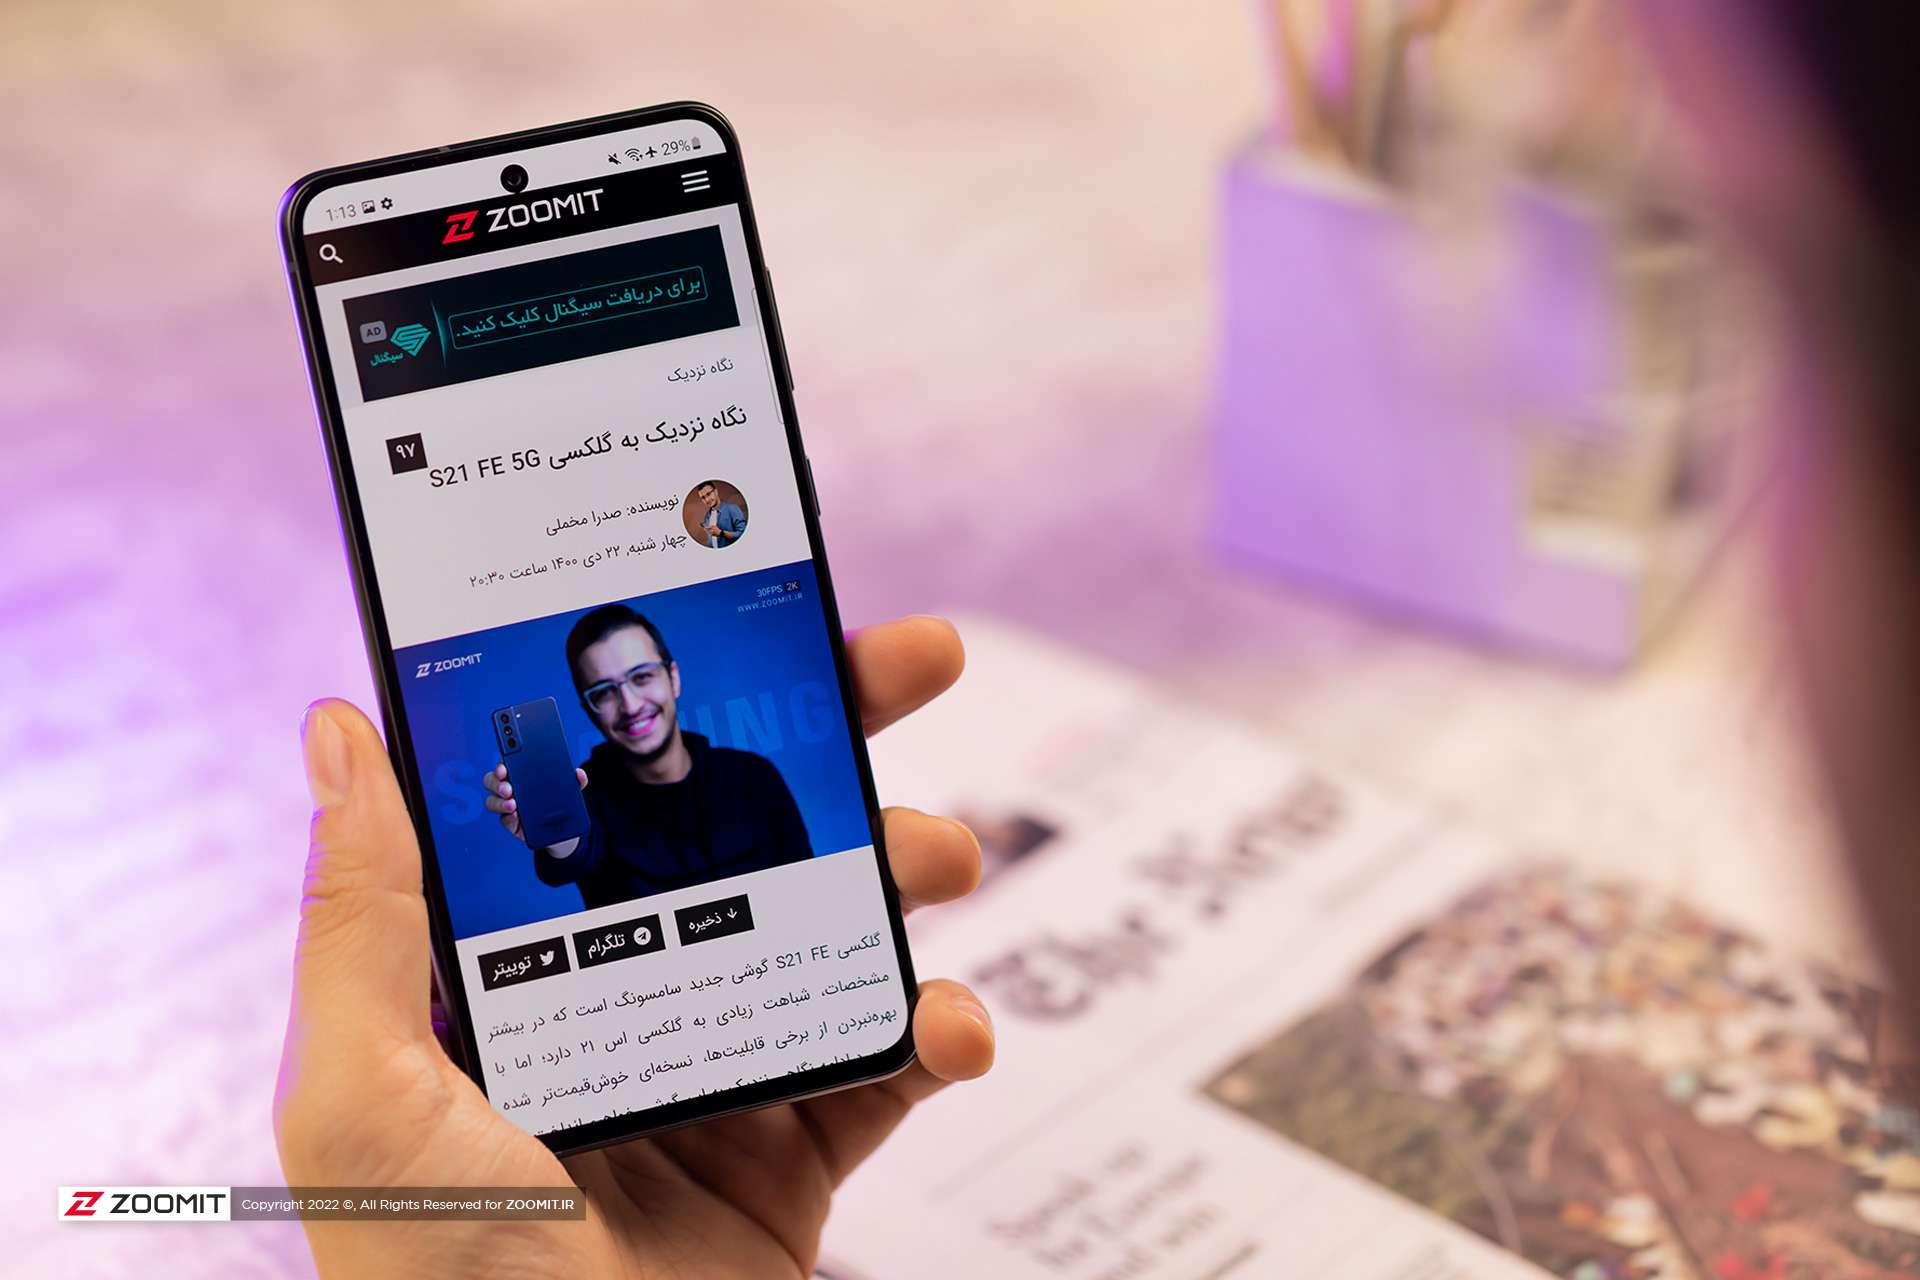 1:13
29%
ZOOMIT
برای دریافت سیگنال کلیک کنید.
AD
سیگنال
نگاه نزدیک
نگاه نزدیک به گلکسی S21 FE 5G
۹۷
نویسنده: صدرا مخملی
چهار شنبه, ۲۲ دی ۱۴۰۰ ساعت ۲۰:۳۰
30FPS 2K
WWW.ZOOMIT.IR
ZOOMIT
ذخیره
تلگرام
توییتر
گلکسی S21 FE گوشی جدید سامسونگ است که در بیشتر
مشخصات، شباهت زیادی به گلکسی اس ۲۱ دارد؛ اما با
بهره‌نبردن از برخی قابلیت‌ها، نسخه‌ای خوش‌قیمت‌تر شده
ZOOMIT Copyright 2022 ©, All Rights Reserved for ZOOMIT.IR